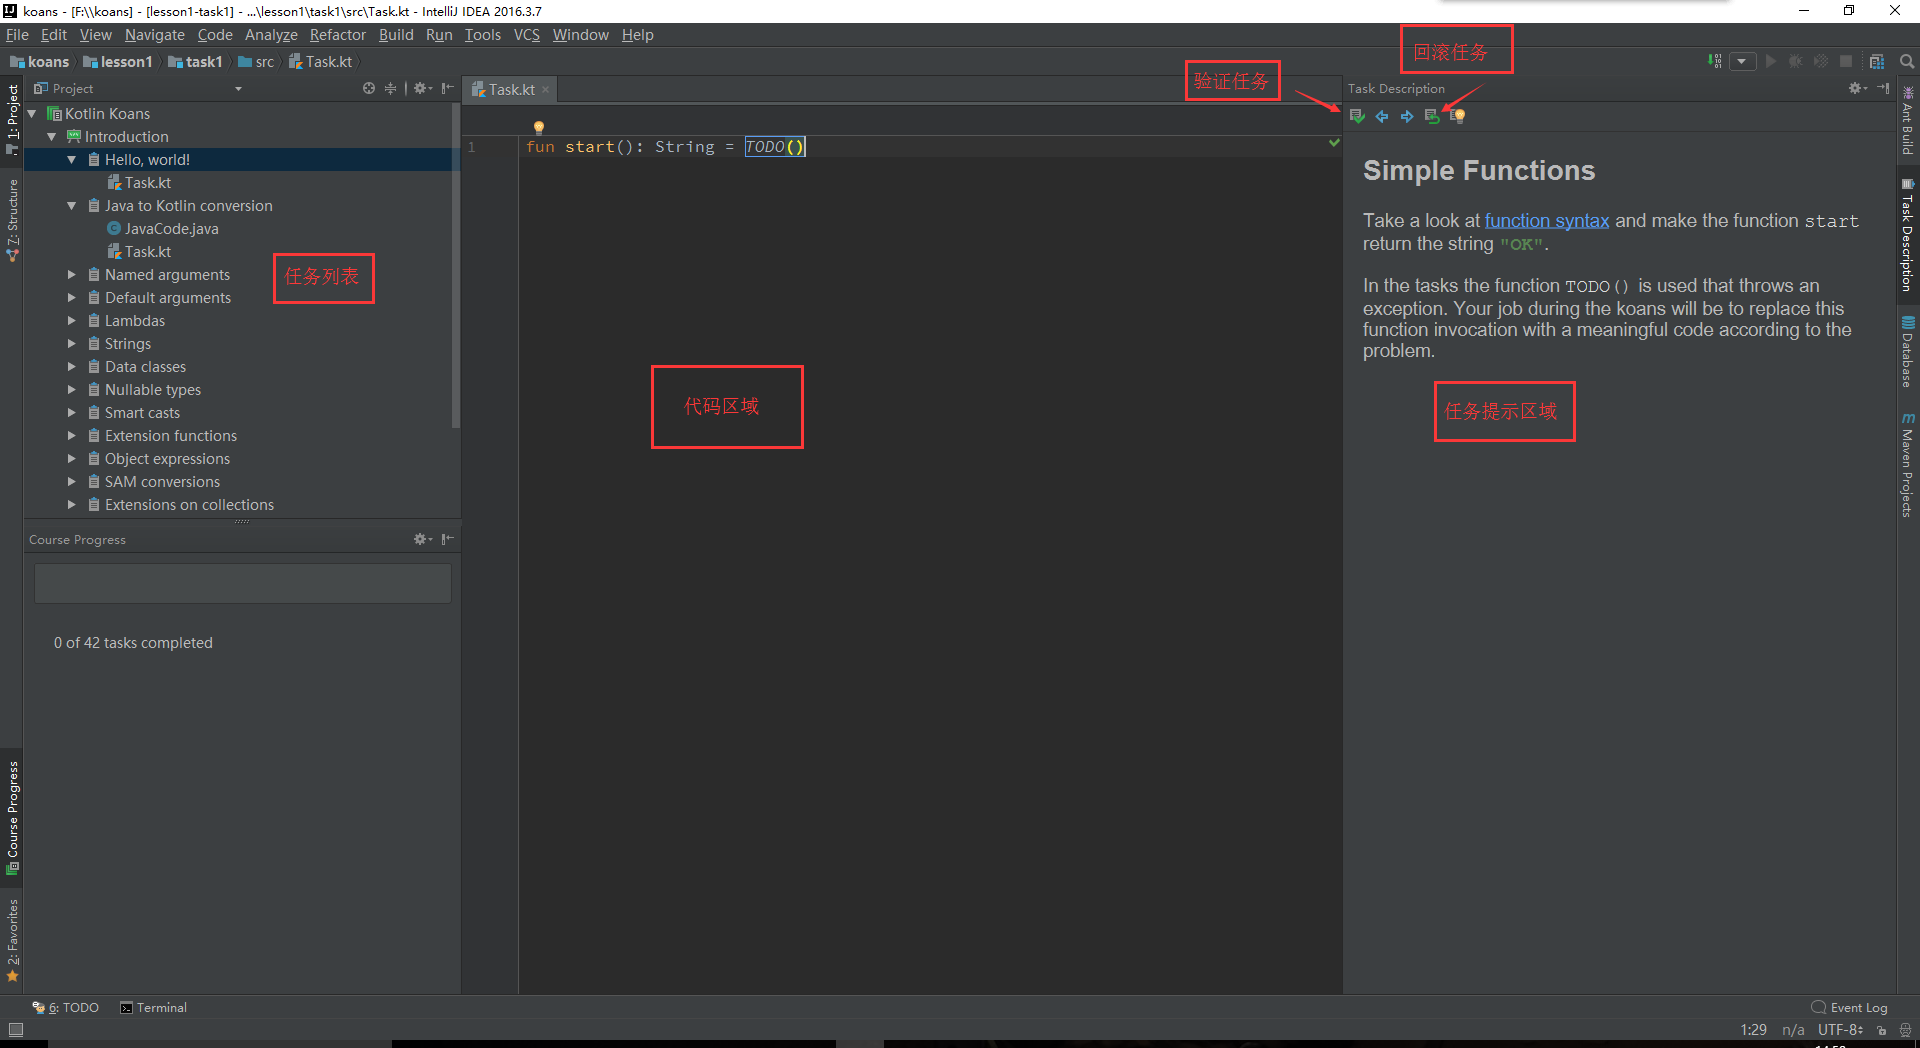 koans - [F:\\koans] - [lesson1-task1] - ...\lesson1\task1\src\Task.kt - IntelliJ IDEA 2016.3.7
File Edit View Navigate Code Analyze Refactor Build Run Tools VCS Window Help
koans lesson1 task1 src Task.kt
回滚任务
验证任务
Project
Task.kt
Task Description
1: Project
7: Structure
Kotlin Koans
Introduction
Hello, world!
Task.kt
Java to Kotlin conversion
JavaCode.java
Task.kt
Named arguments
Default arguments
Lambdas
Strings
Data classes
Nullable types
Smart casts
Extension functions
Object expressions
SAM conversions
Extensions on collections
任务列表
Course Progress
0 of 42 tasks completed
Course Progress
2: Favorites
1 fun start(): String = TODO()
代码区域
Simple Functions
Take a look at function syntax and make the function start
return the string "OK".
In the tasks the function TODO() is used that throws an
exception. Your job during the koans will be to replace this
function invocation with a meaningful code according to the
problem.
任务提示区域
Ant Build
Task Description
Database
Maven Projects
6: TODO Terminal
Event Log
1:29 n/a UTF-8